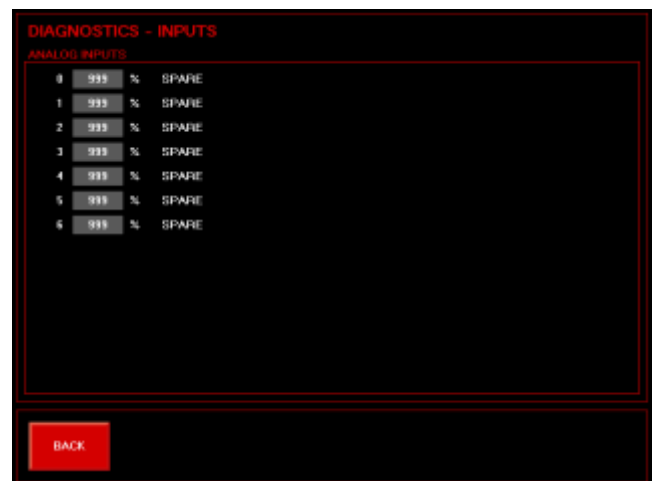 DIAGNOSTICS - INPUTS
ANALOG INPUTS
0 999 % SPARE
1 999 % SPARE
2 999 % SPARE
3 999 % SPARE
4 999 % SPARE
5 999 % SPARE
6 999 % SPARE
BACK